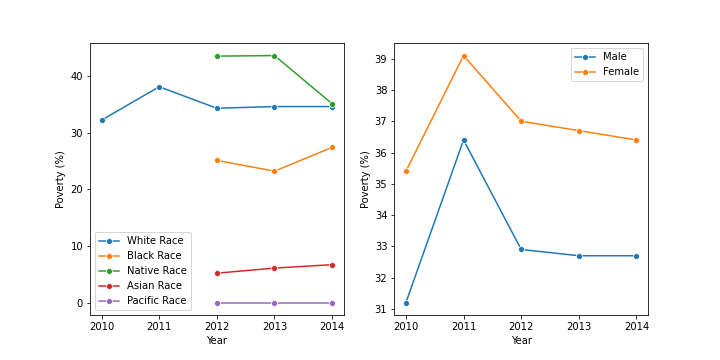 40
30
20
10
0
Poverty (%)
White Race
Black Race
Native Race
Asian Race
Pacific Race
2010 2011 2012 2013 2014
Year
39
38
37
36
35
34
33
32
31
Poverty (%)
Male
Female
2010 2011 2012 2013 2014
Year